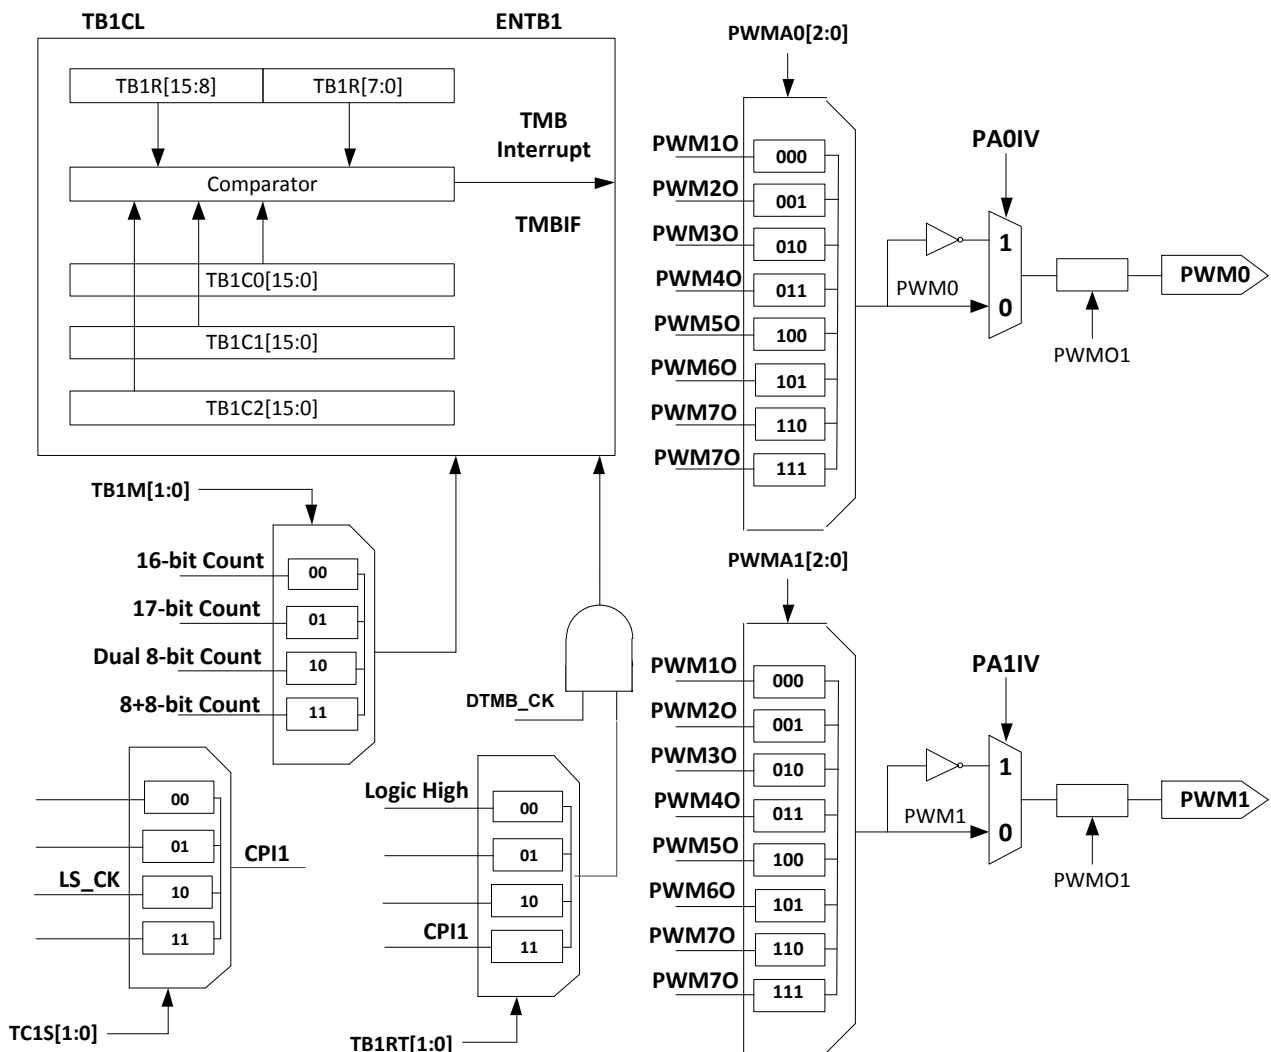 TB1CL
ENTB1
TB1R[15:8]
TB1R[7:0]
TMB
Interrupt
Comparator
TMBIF
TB1C0[15:0]
TB1C1[15:0]
TB1C2[15:0]
TB1M[1:0]
16-bit Count
00
17-bit Count
01
Dual 8-bit Count
10
8+8-bit Count
11
DTMB_CK
00
01
LS_CK
10
11
CPI1
TC1S[1:0]
Logic High
00
01
10
CPI1
11
TB1RT[1:0]
PWMA0[2:0]
PWM1O
000
PWM2O
001
PWM3O
010
PWM4O
011
PWM5O
100
PWM6O
101
PWM7O
110
PWM7O
111
PWM0
PA0IV
1
0
PWMO1
PWM0
PWMA1[2:0]
PWM1O
000
PWM2O
001
PWM3O
010
PWM4O
011
PWM5O
100
PWM6O
101
PWM7O
110
PWM7O
111
PWM1
PA1IV
1
0
PWMO1
PWM1